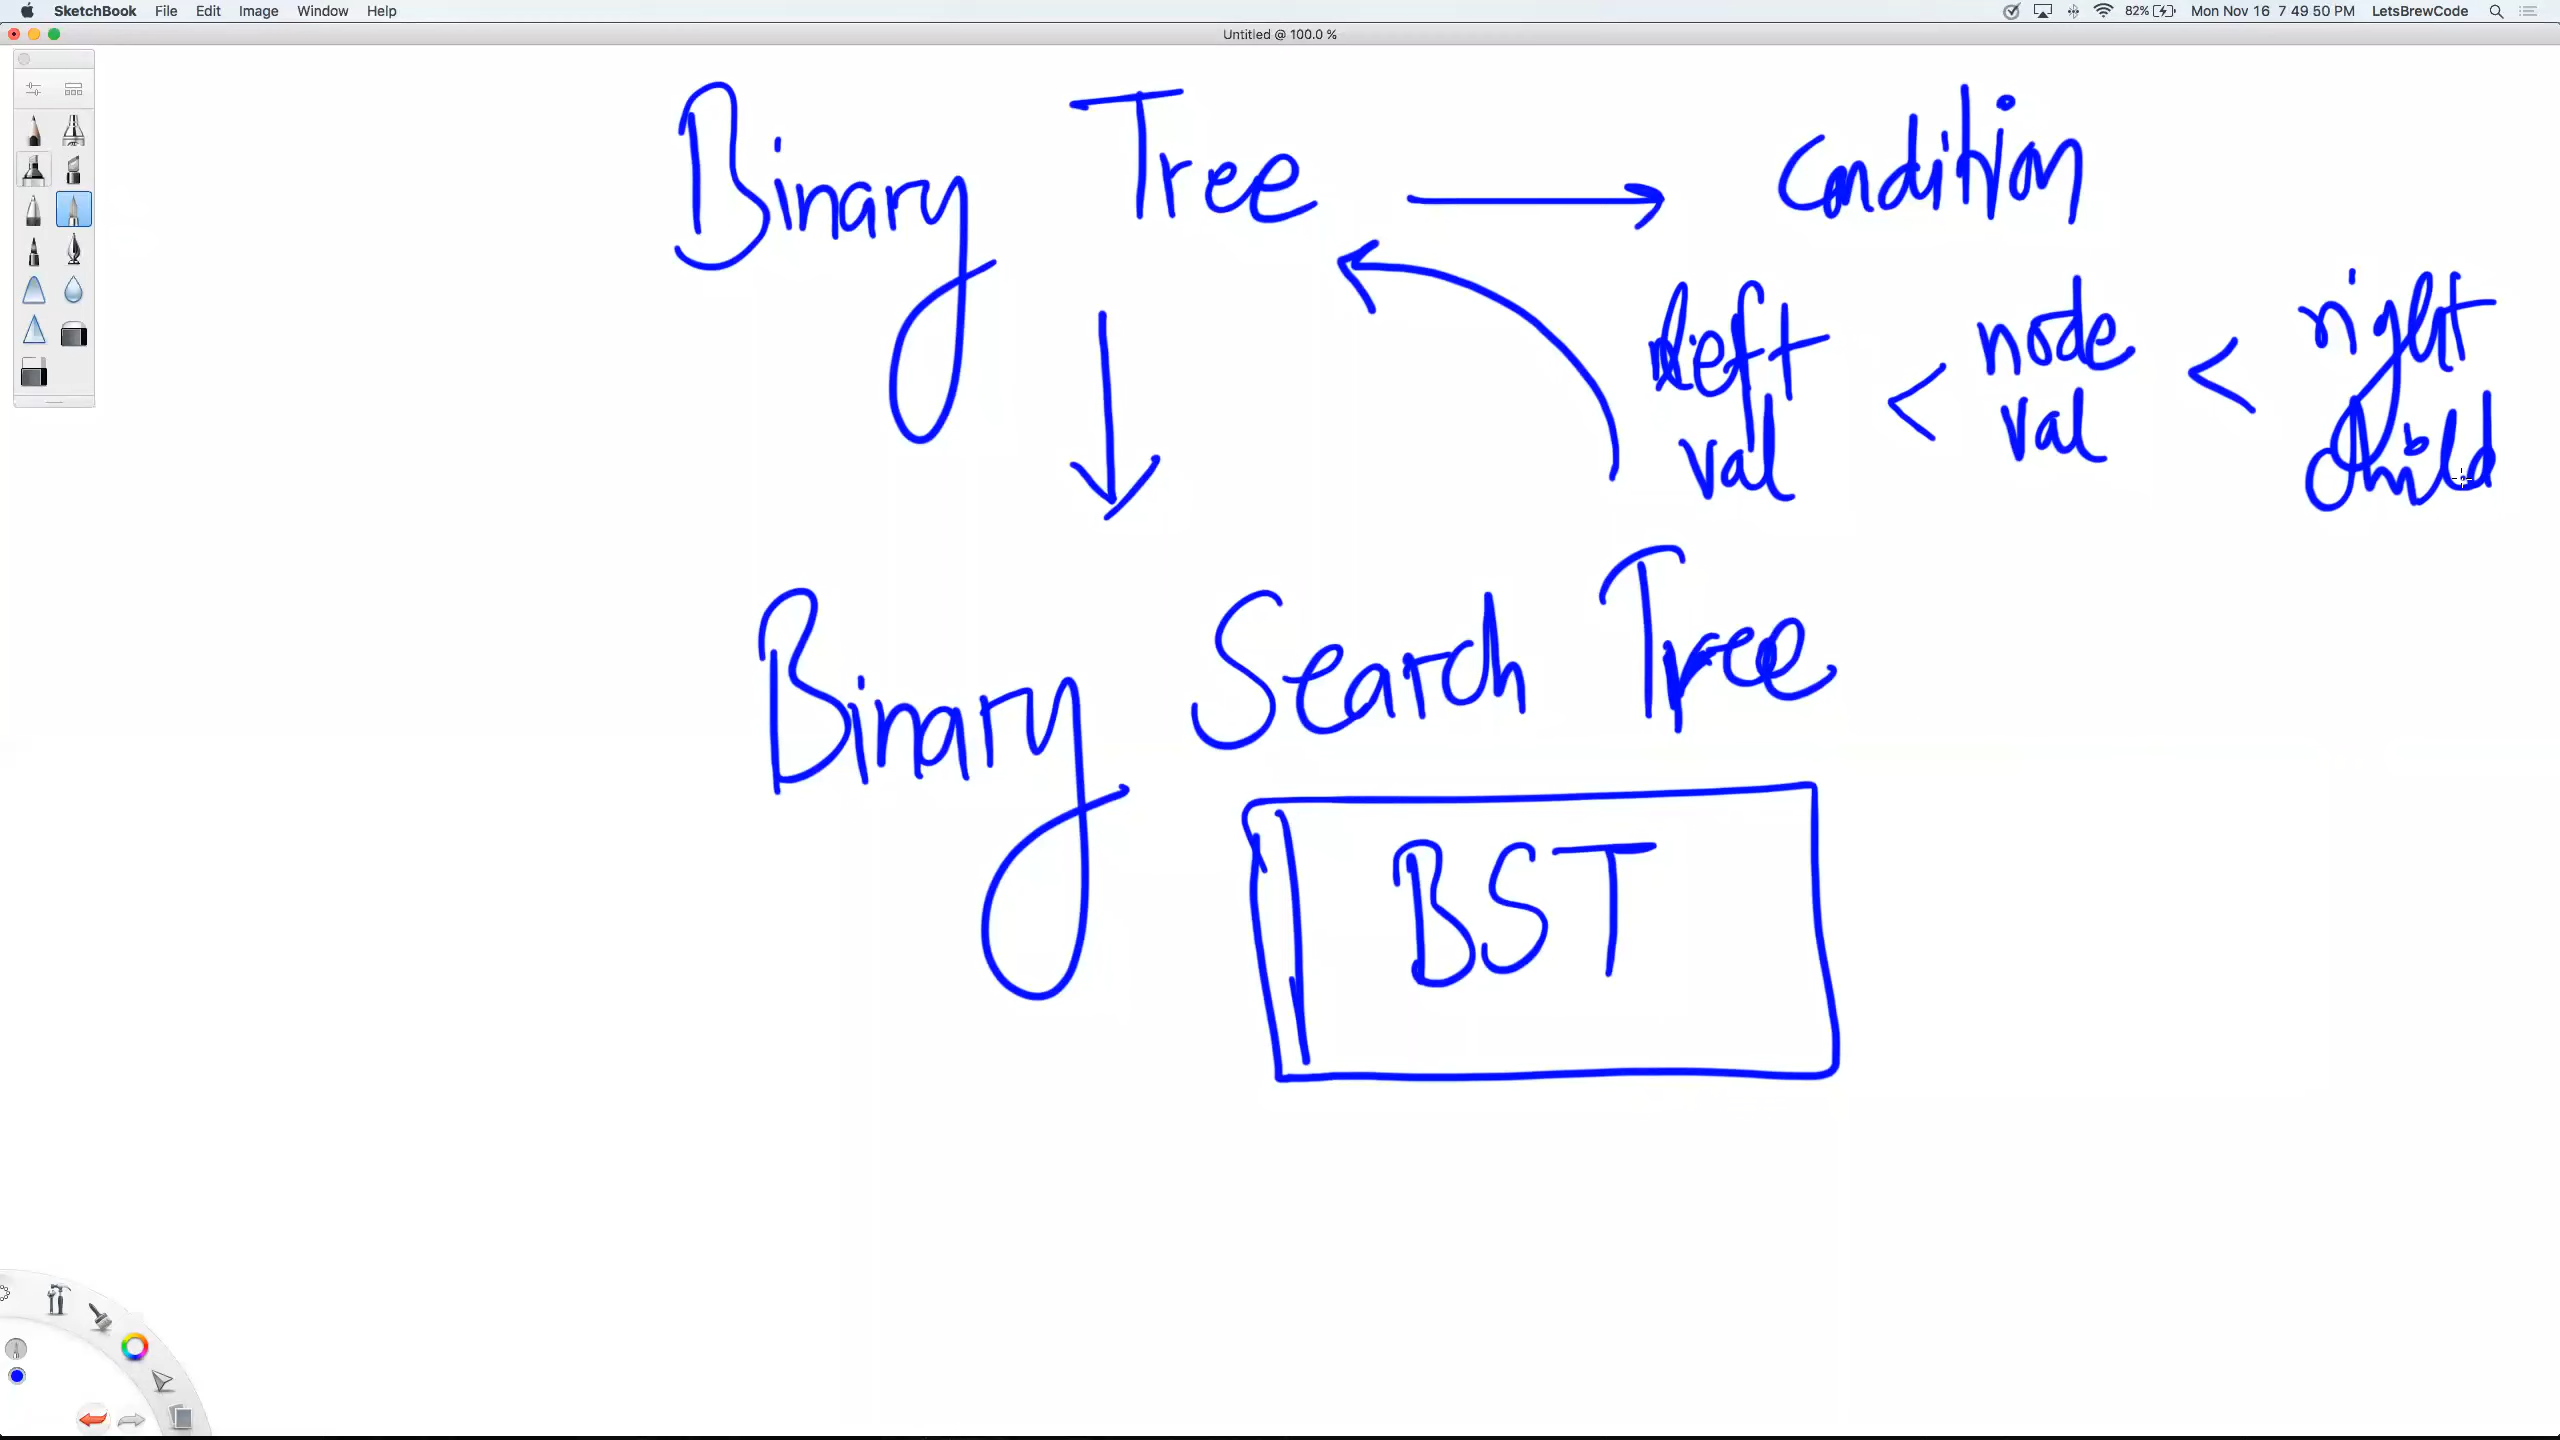 SketchBook File Edit Image Window Help 82% Mon Nov 16 7 49 50 PM LetsBrewCode
Untitled @ 100.0 %
Binary Tree condition
left val < node val < right child
Binary Search Tree
BST